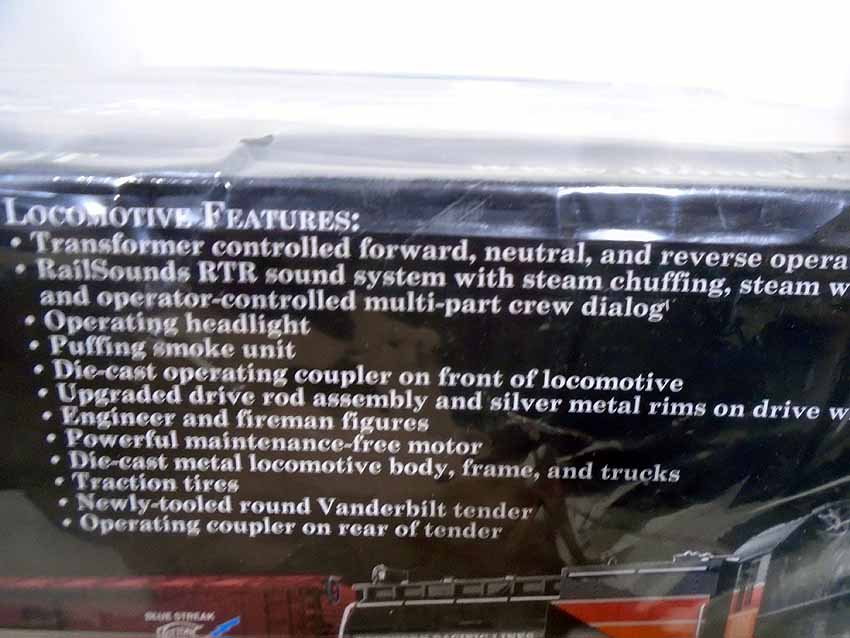 LOCOMOTIVE FEATURES:
• Transformer controlled forward, neutral, and reverse opera
• RailSounds RTR sound system with steam chuffing, steam w
and operator-controlled multi-part crew dialog
• Operating headlight
• Puffing smoke unit
• Die-cast operating coupler on front of locomotive
• Upgraded drive rod assembly and silver metal rims on drive w
• Engineer and fireman figures
• Powerful maintenance-free motor
• Die-cast metal locomotive body, frame, and trucks
• Traction tires
• Newly-tooled round Vanderbilt tender
• Operating coupler on rear of tender
BLUE STREAK
PACIFIC LINES